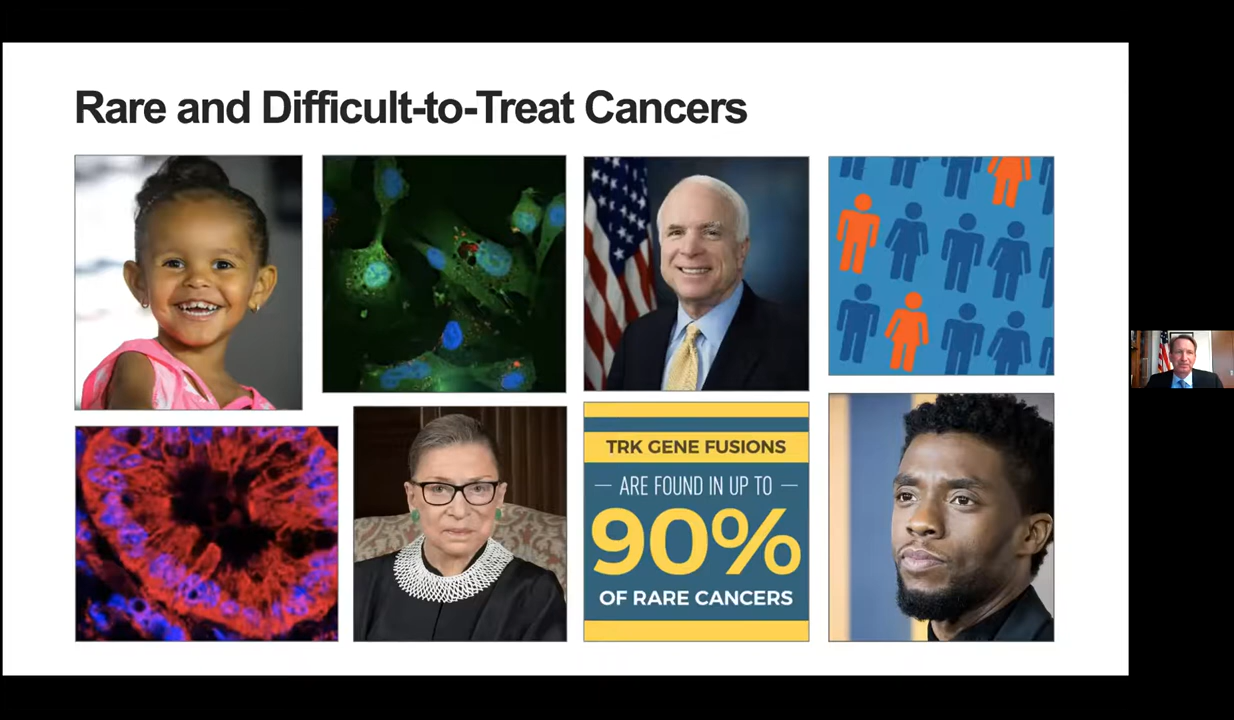 Rare and Difficult-to-Treat Cancers
TRK GENE FUSIONS
— ARE FOUND IN UP TO —
90%
OF RARE CANCERS